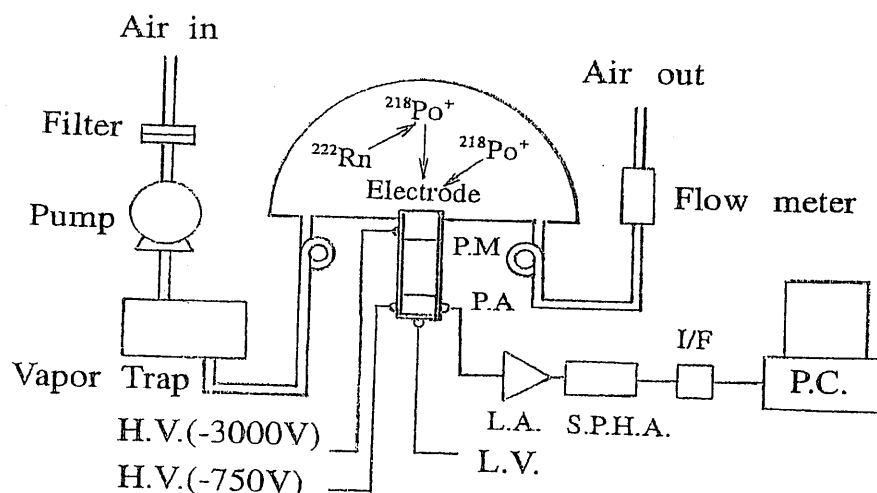 Air in
Air out
Filter
²¹⁸Po⁺
²²²Rn
²¹⁸Po⁺
Electrode
Pump
Flow meter
P.M
P.A
I/F
Vapor Trap
P.C.
L.A.
S.P.H.A.
H.V.(-3000V)
L.V.
H.V.(-750V)